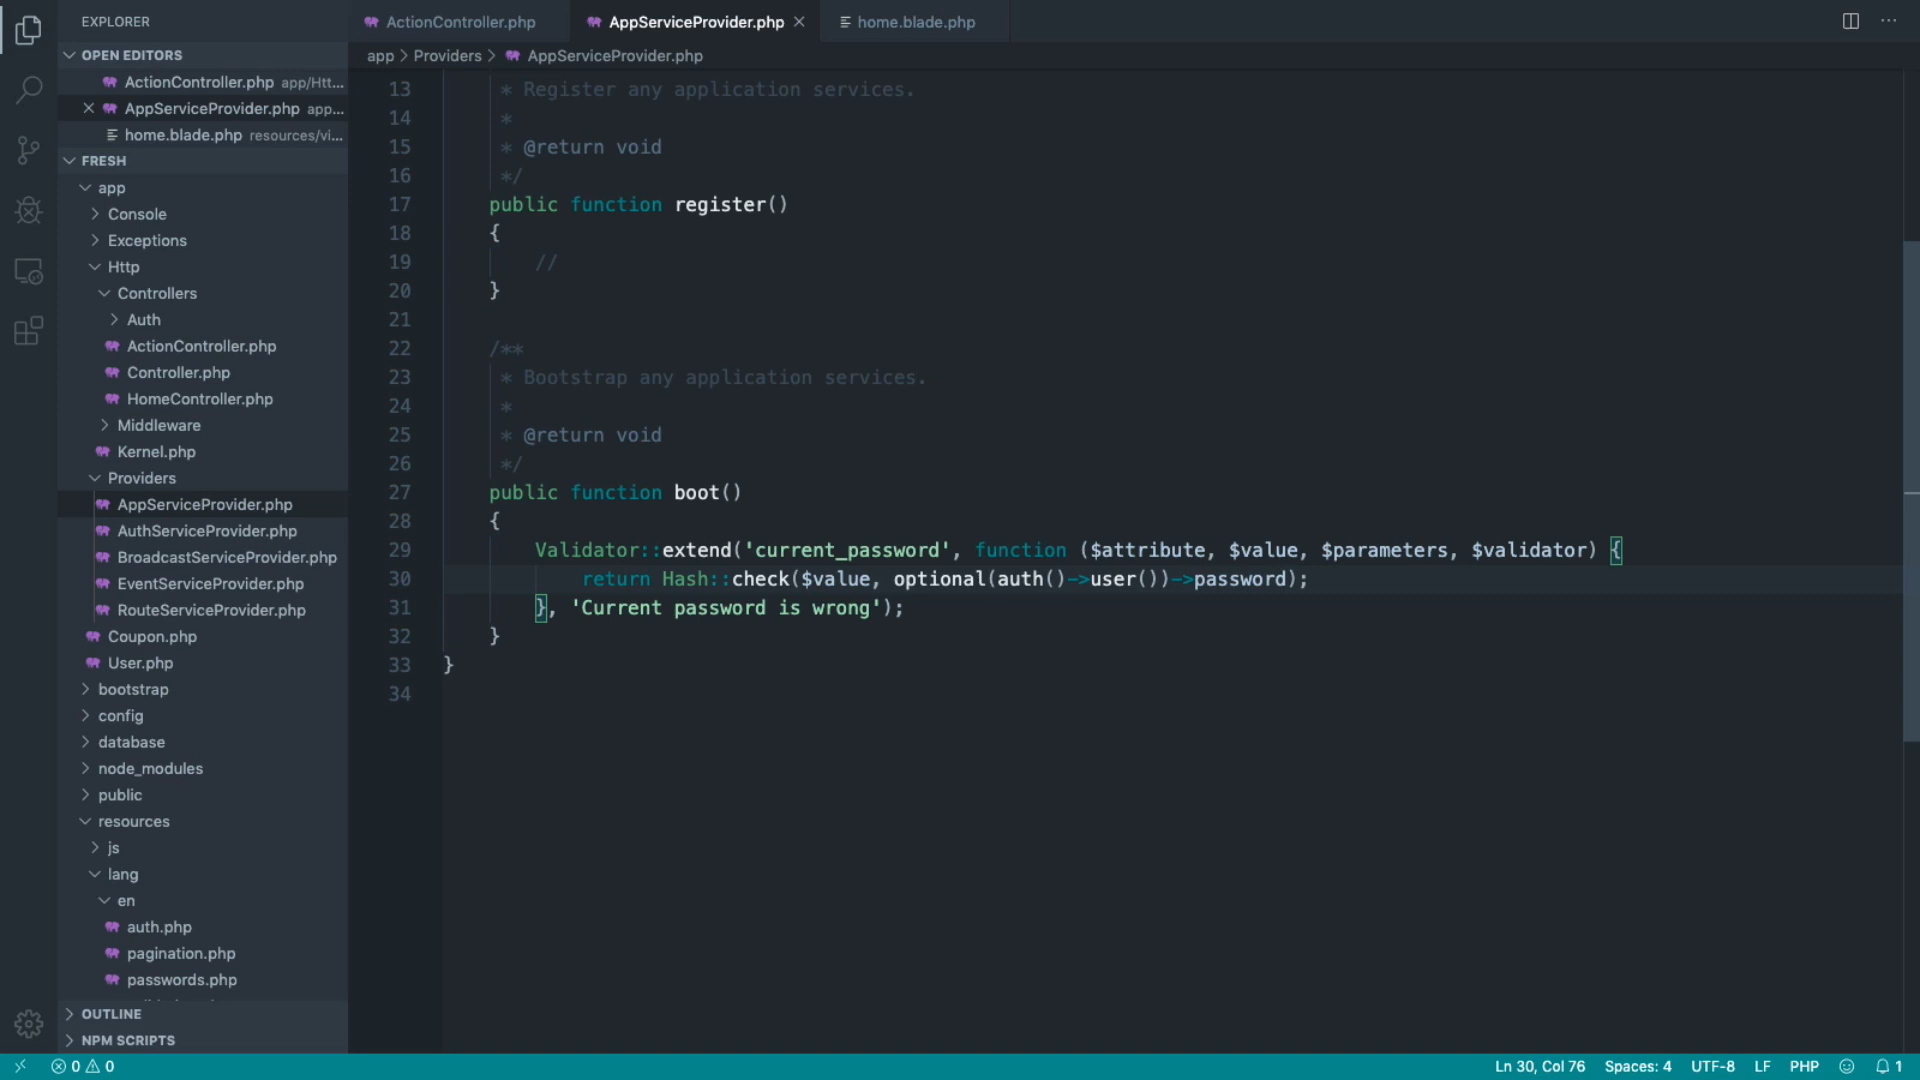 EXPLORER
OPEN EDITORS
ActionController.php app/Htt...
AppServiceProvider.php app...
home.blade.php resources/vi...
FRESH
app
Console
Exceptions
Http
Controllers
Auth
ActionController.php
Controller.php
HomeController.php
Middleware
Kernel.php
Providers
AppServiceProvider.php
AuthServiceProvider.php
BroadcastServiceProvider.php
EventServiceProvider.php
RouteServiceProvider.php
Coupon.php
User.php
bootstrap
config
database
node_modules
public
resources
js
lang
en
auth.php
pagination.php
passwords.php
OUTLINE
NPM SCRIPTS
ActionController.php
AppServiceProvider.php
home.blade.php
app > Providers > AppServiceProvider.php
13 * Register any application services.
14 *
15 * @return void
16 */
17 public function register()
18 {
19 //
20 }
21
22 /**
23 * Bootstrap any application services.
24 *
25 * @return void
26 */
27 public function boot()
28 {
29 Validator::extend('current_password', function ($attribute, $value, $parameters, $validator) {
30 return Hash::check($value, optional(auth()->user())->password);
31 }, 'Current password is wrong');
32 }
33 }
34
0 0 Ln 30, Col 76 Spaces: 4 UTF-8 LF PHP 1